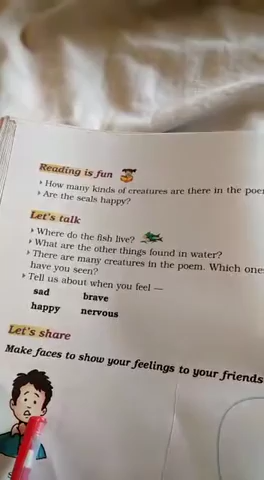 Reading is fun
How many kinds of creatures are there in the
Are the seals happy?
Let's talk
Where do the fish live?
What are the other things found in water?
There are many creatures in the poem. Which
have you seen?
Tell us about when you feel —
sad brave
happy nervous
Let's share
Make faces to show your feelings to your friends